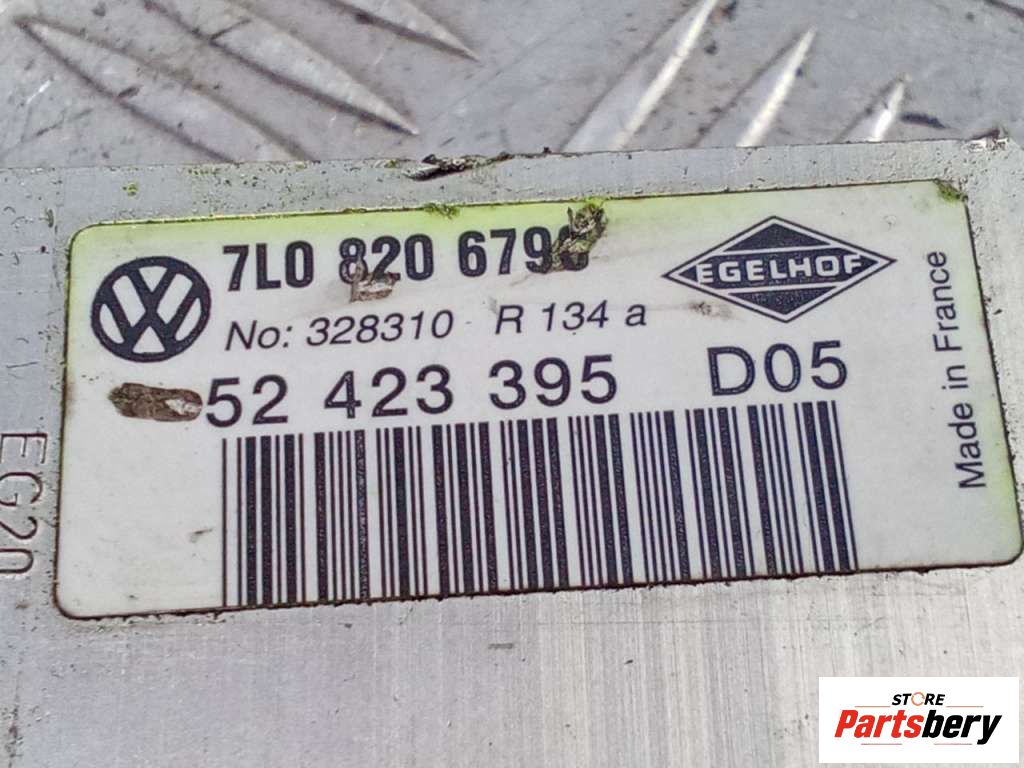 7L0 820 679
EGELHOF
No: 328310 R 134 a
52 423 395 D05
Made in France
EG20
STORE
Partsbery